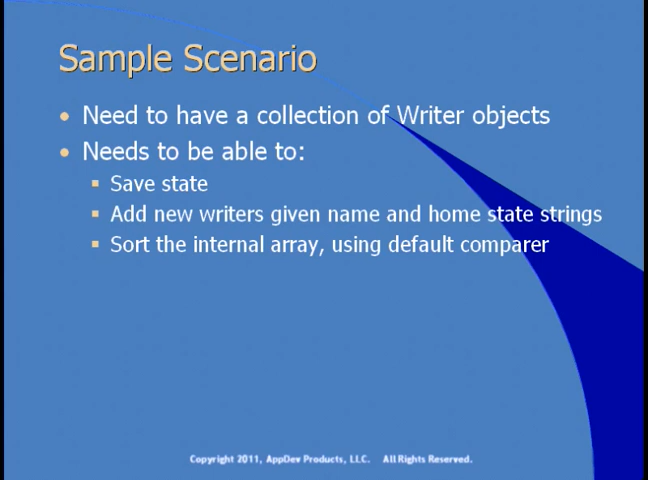 Sample Scenario
• Need to have a collection of Writer objects
• Needs to be able to:
▪ Save state
▪ Add new writers given name and home state strings
▪ Sort the internal array, using default comparer
Copyright 2011, AppDev Products, LLC. All Rights Reserved.